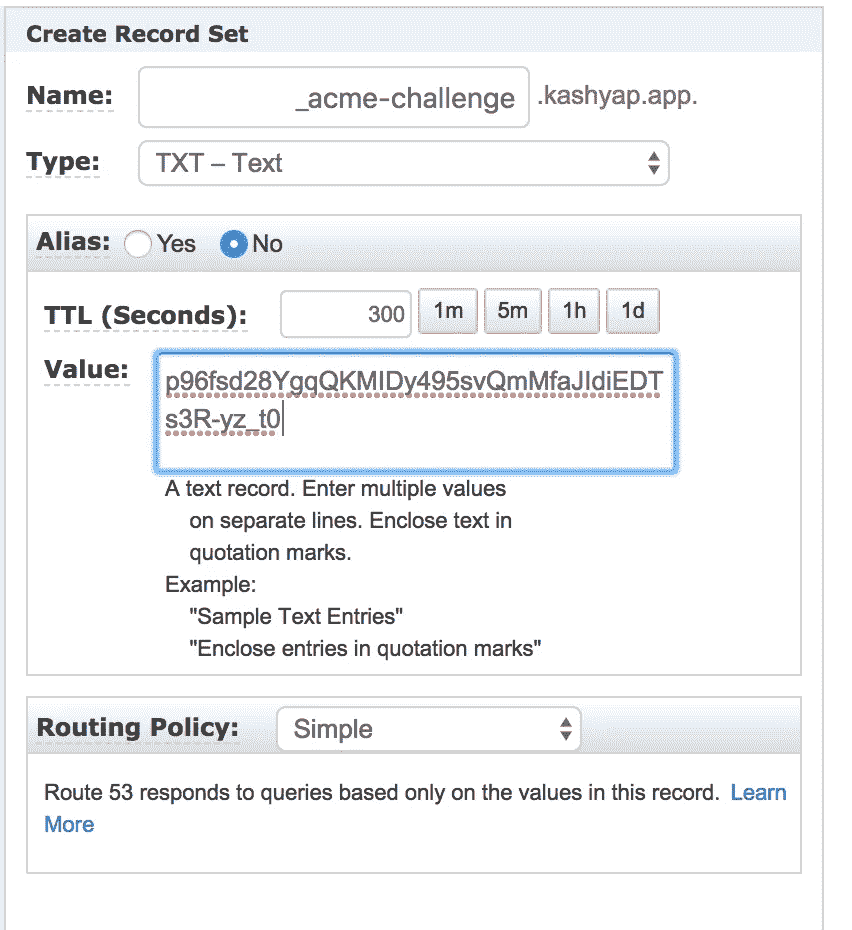 Create Record Set
Name: _acme-challenge .kashyap.app.
Type: TXT – Text
Alias: Yes No
TTL (Seconds): 300 1m 5m 1h 1d
Value: p96fsd28YgqQKMIDy495svQmMfaJIdiEDT
s3R-yz_t0
A text record. Enter multiple values
on separate lines. Enclose text in
quotation marks.
Example:
"Sample Text Entries"
"Enclose entries in quotation marks"
Routing Policy: Simple
Route 53 responds to queries based only on the values in this record. Learn
More